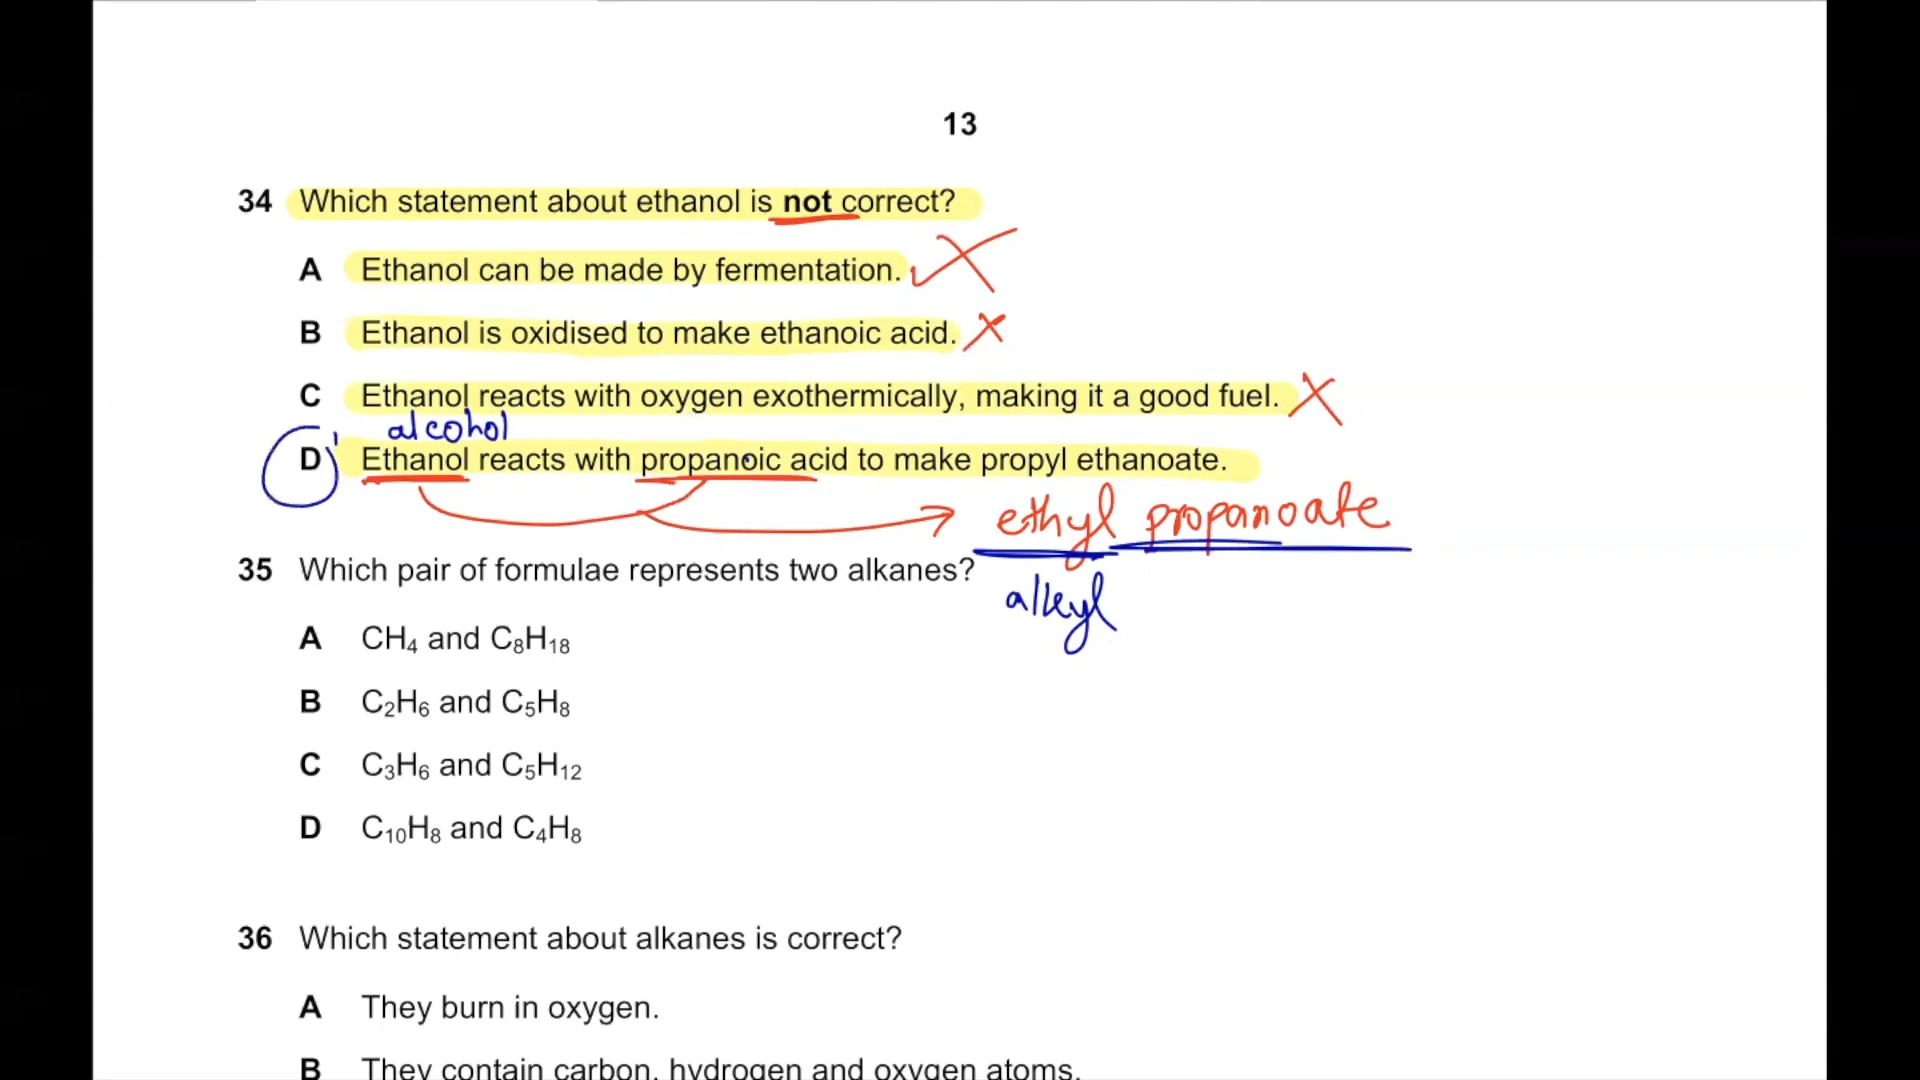 13
34 Which statement about ethanol is not correct?
A Ethanol can be made by fermentation.
B Ethanol is oxidised to make ethanoic acid.
C Ethanol reacts with oxygen exothermically, making it a good fuel.
alcohol
D Ethanol reacts with propanoic acid to make propyl ethanoate.
ethyl propanoate
35 Which pair of formulae represents two alkanes?
alkyl
A CH₄ and C₈H₁₈
B C₂H₆ and C₅H₈
C C₃H₆ and C₅H₁₂
D C₁₀H₈ and C₄H₈
36 Which statement about alkanes is correct?
A They burn in oxygen.
B They contain carbon, hydrogen and oxygen atoms.